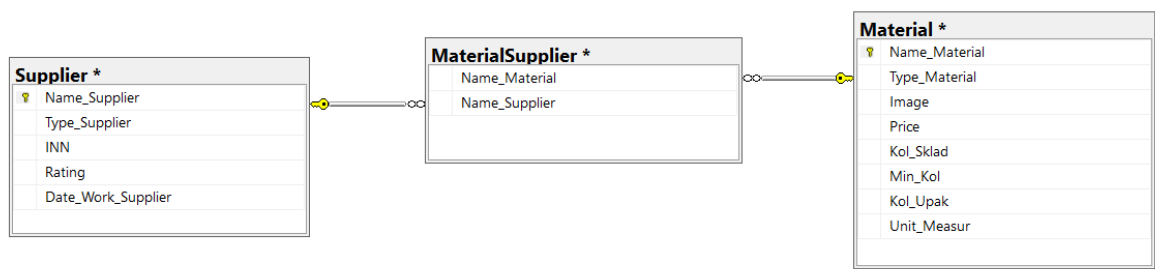 Supplier *
Name_Supplier
Type_Supplier
INN
Rating
Date_Work_Supplier
MaterialSupplier *
Name_Material
Name_Supplier
Material *
Name_Material
Type_Material
Image
Price
Kol_Sklad
Min_Kol
Kol_Upak
Unit_Measur